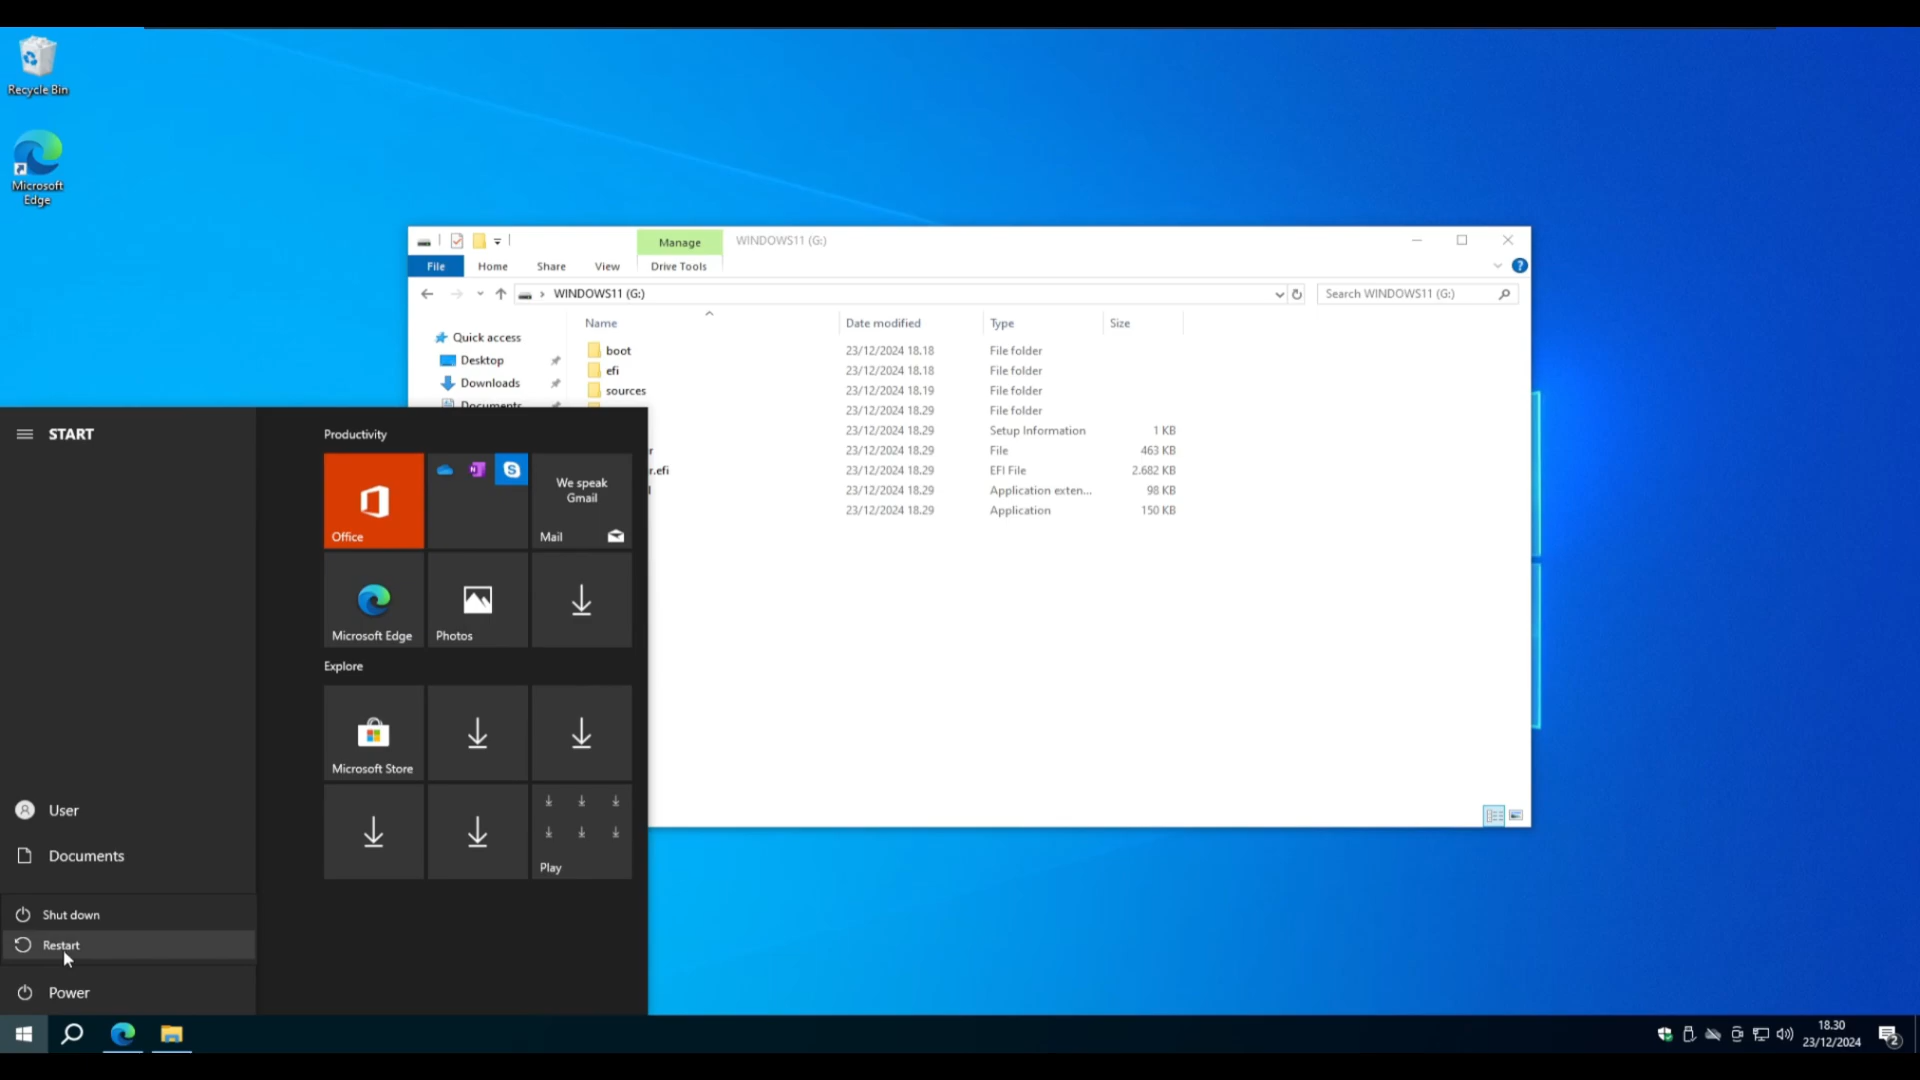 Recycle Bin
Microsoft
Edge
Manage
WINDOWS11 (G:)
File
Home
Share
View
Drive Tools
WINDOWS11 (G:)
Search WINDOWS11 (G:)
Name
Date modified
Type
Size
Quick access
Desktop
Downloads
Documents
boot
23/12/2024 18.18
File folder
efi
23/12/2024 18.18
File folder
sources
23/12/2024 18.19
File folder
23/12/2024 18.29
File folder
23/12/2024 18.29
Setup Information
1 KB
r
23/12/2024 18.29
File
463 KB
r.efi
23/12/2024 18.29
EFI File
2.682 KB
23/12/2024 18.29
Application exten...
98 KB
23/12/2024 18.29
Application
150 KB
START
User
Documents
Shut down
Restart
Power
Productivity
Office
We speak
Gmail
Mail
Microsoft Edge
Photos
Explore
Microsoft Store
Play
18.30
23/12/2024
2